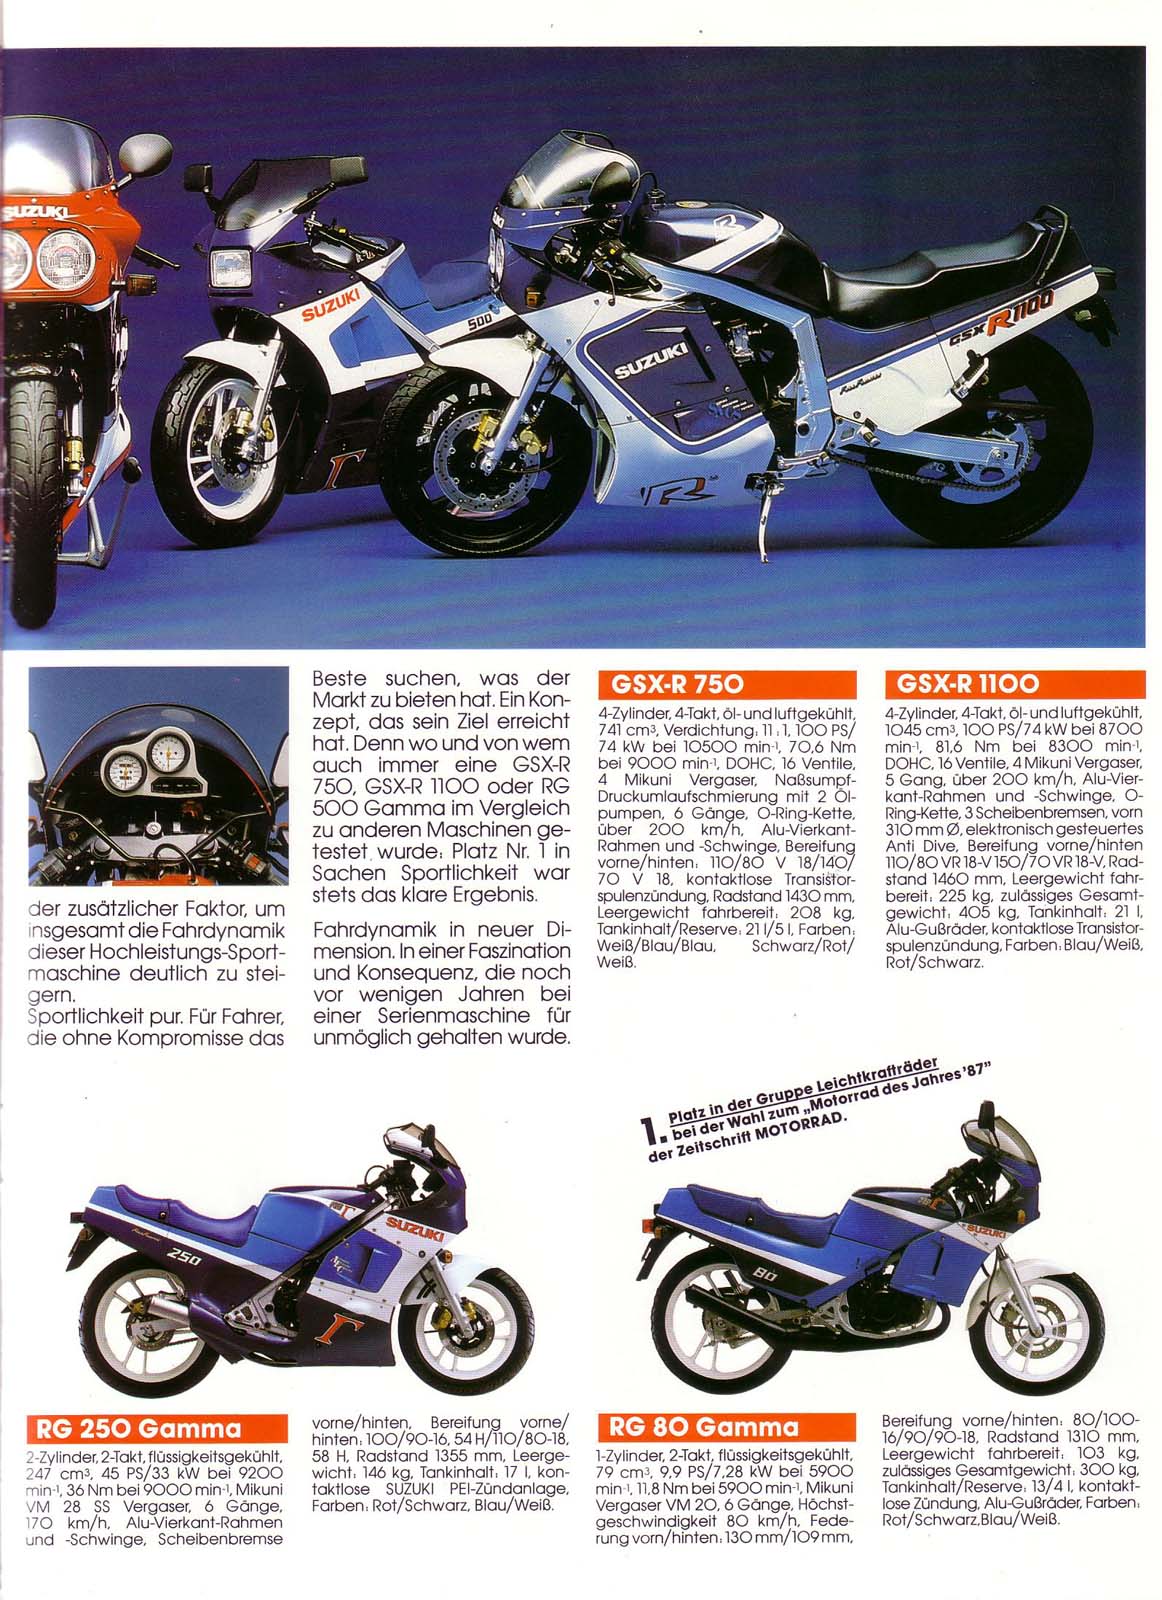 SUZUKI
SUZUKI
500
Γ
SUZUKI
SACS
R
R
GSX R1100
Full Floater
der zusätzlicher Faktor, um
insgesamt die Fahrdynamik
dieser Hochleistungs-Sport-
maschine deutlich zu stei-
gern.
Sportlichkeit pur. Für Fahrer,
die ohne Kompromisse das
Beste suchen, was der
Markt zu bieten hat. Ein Kon-
zept, das sein Ziel erreicht
hat. Denn wo und von wem
auch immer eine GSX-R
750, GSX-R 1100 oder RG
500 Gamma im Vergleich
zu anderen Maschinen ge-
testet wurde: Platz Nr. 1 in
Sachen Sportlichkeit war
stets das klare Ergebnis.
Fahrdynamik in neuer Di-
mension. In einer Faszination
und Konsequenz, die noch
vor wenigen Jahren bei
einer Serienmaschine für
unmöglich gehalten wurde.
GSX-R 750
4-Zylinder, 4-Takt, öl- und luftgekühlt,
741 cm³, Verdichtung: 11:1, 100 PS/
74 kW bei 10500 min-1, 70,6 Nm
bei 9000 min-1, DOHC, 16 Ventile,
4 Mikuni Vergaser, Naßsumpf-
Druckumlaufschmierung mit 2 Öl-
pumpen, 6 Gänge, O-Ring-Kette,
über 200 km/h, Alu-Vierkant-
Rahmen und -Schwinge, Bereifung
vorne/hinten: 110/80 V 18/140/
70 V 18, kontaktlose Transistor-
spulenzündung, Radstand 1430 mm,
Leergewicht fahrbereit: 208 kg,
Tankinhalt/Reserve: 21 l/5 l, Farben:
Weiß/Blau/Blau, Schwarz/Rot/
Weiß.
GSX-R 1100
4-Zylinder, 4-Takt, öl- und luftgekühlt,
1045 cm³, 100 PS/74 kW bei 8700
min-1, 81,6 Nm bei 8300 min-1,
DOHC, 16 Ventile, 4 Mikuni Vergaser,
5 Gang, über 200 km/h, Alu-Vier-
kant-Rahmen und -Schwinge, O-
Ring-Kette, 3 Scheibenbremsen, vorn
310 mm Ø, elektronisch gesteuertes
Anti Dive, Bereifung vorne/hinten
110/80 VR 18-V 150/70 VR 18-V, Rad-
stand 1460 mm, Leergewicht fahr-
bereit: 225 kg, zulässiges Gesamt-
gewicht: 405 kg, Tankinhalt: 21 l,
Alu-Gußräder, kontaktlose Transistor-
spulenzündung, Farben: Blau/Weiß,
Rot/Schwarz.
1. Platz in der Gruppe Leichtkrafträder
bei der Wahl zum „Motorrad des Jahres '87”
der Zeitschrift MOTORRAD.
250
Γ
SUZUKI
Γ
80
SUZUKI
RG 250 Gamma
2-Zylinder, 2-Takt, flüssigkeitsgekühlt,
247 cm³, 45 PS/33 kW bei 9200
min-1, 36 Nm bei 9000 min-1, Mikuni
VM 28 SS Vergaser, 6 Gänge,
170 km/h, Alu-Vierkant-Rahmen
und -Schwinge, Scheibenbremse
vorne/hinten, Bereifung vorne/
hinten: 100/90-16, 54 H/110/80-18,
58 H, Radstand 1355 mm, Leerge-
wicht: 146 kg, Tankinhalt: 17 l, kon-
taktlose SUZUKI PEI-Zündanlage,
Farben: Rot/Schwarz, Blau/Weiß.
RG 80 Gamma
1-Zylinder, 2-Takt, flüssigkeitsgekühlt,
79 cm³, 9,9 PS/7,28 kW bei 5900
min-1, 11,8 Nm bei 5900 min-1, Mikuni
Vergaser VM 20, 6 Gänge, Höchst-
geschwindigkeit 80 km/h, Fede-
rung vorn/hinten: 130 mm/109 mm,
Bereifung vorne/hinten: 80/100-
16/90/90-18, Radstand 1310 mm,
Leergewicht fahrbereit: 103 kg,
zulässiges Gesamtgewicht: 300 kg,
Tankinhalt/Reserve: 13/4 l, kontakt-
lose Zündung, Alu-Gußräder, Farben:
Rot/Schwarz,Blau/Weiß.